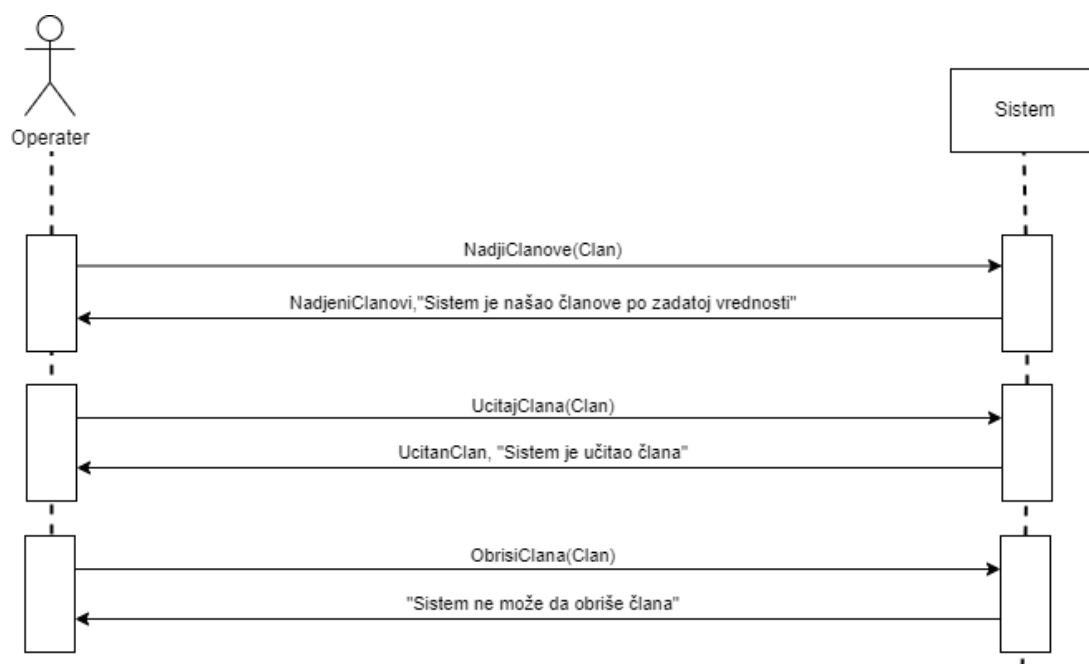 Operater
Sistem
NadjiClanove(Clan)
NadjeniClanovi,"Sistem je našao članove po zadatoj vrednosti"
UcitajClana(Clan)
UcitanClan, "Sistem je učitao člana"
ObrisiClana(Clan)
"Sistem ne može da obriše člana"